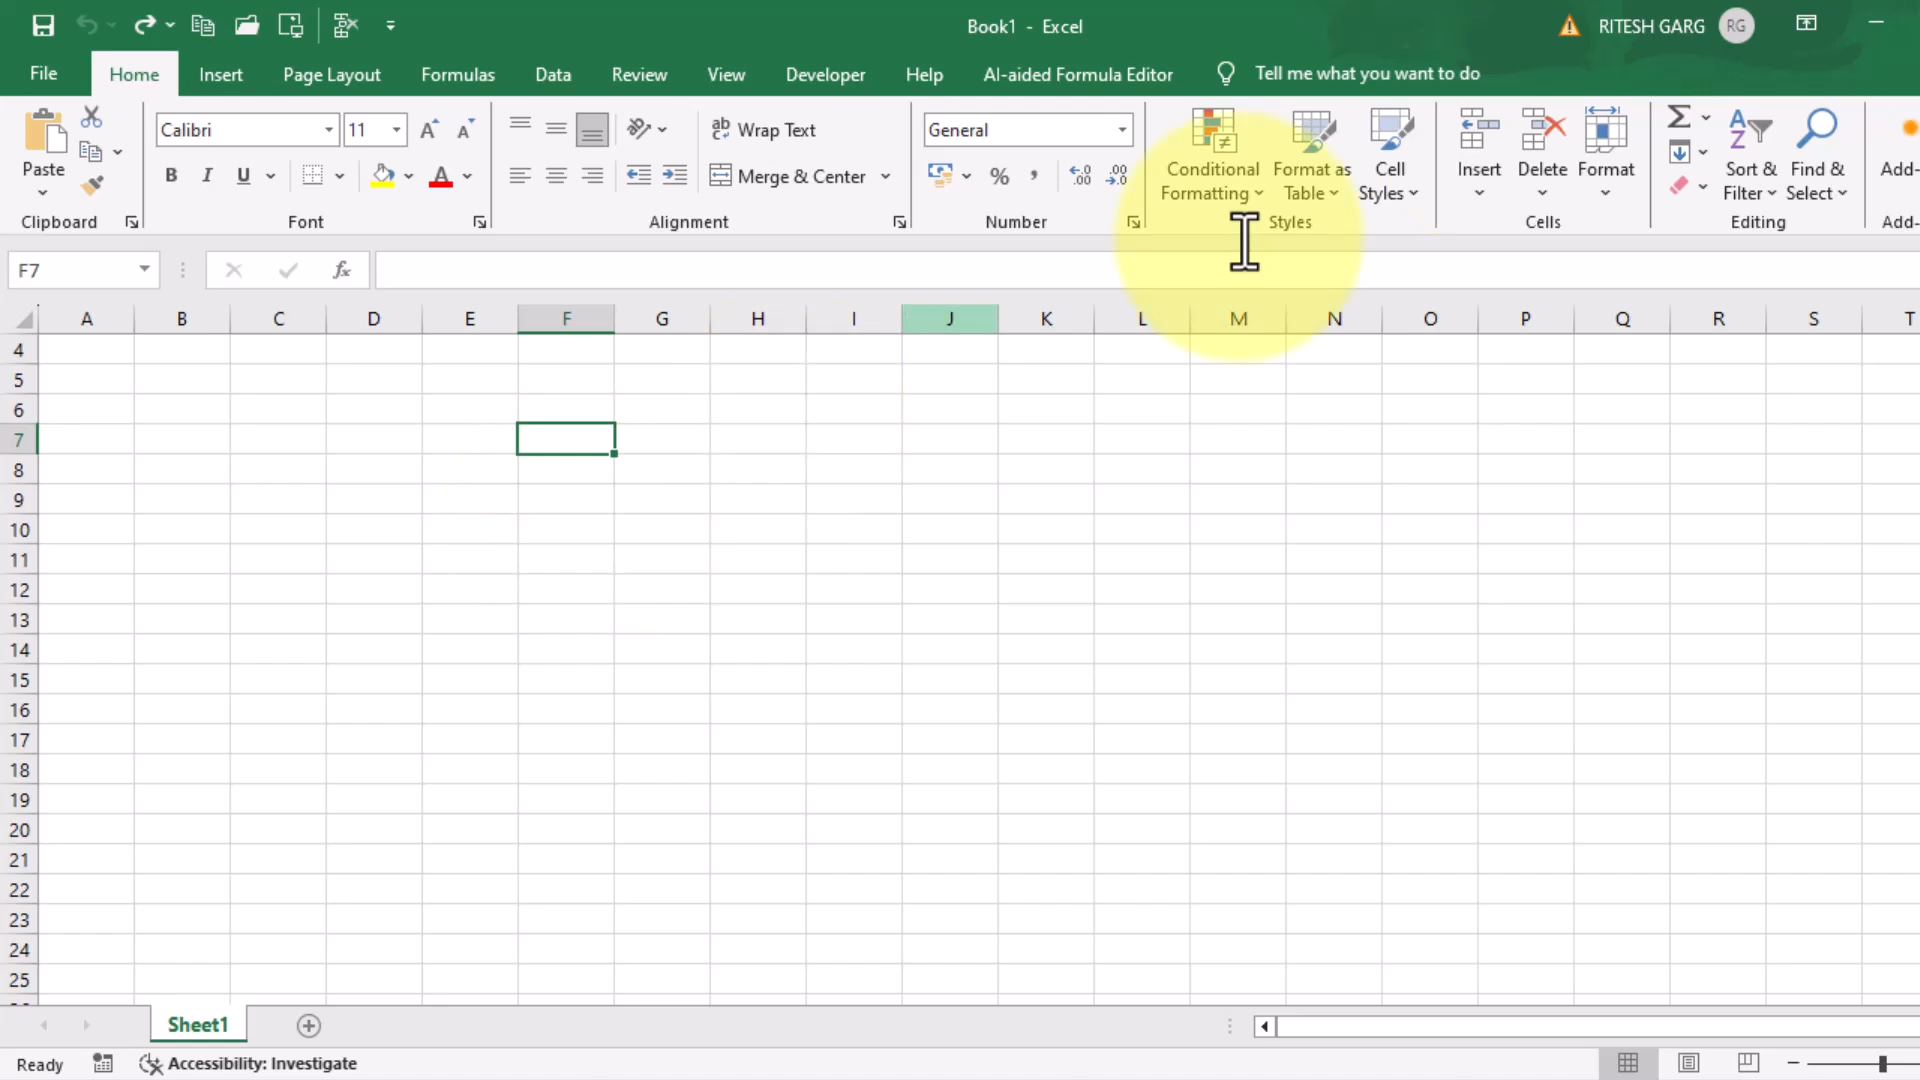 Book1 - Excel
RITESH GARG RG
File Home Insert Page Layout Formulas Data Review View Developer Help AI-aided Formula Editor Tell me what you want to do
Calibri 11 ab Wrap Text General
Paste Conditional Formatting Format as Table Cell Styles Insert Delete Format Sort & Filter Find & Select Add-
B I U A Merge & Center % ,
Clipboard Font Alignment Number Styles Cells Editing Add-
F7 fx
A B C D E F G H I J K L M N O P Q R S T
4
5
6
7
8
9
10
11
12
13
14
15
16
17
18
19
20
21
22
23
24
25
Sheet1
Ready Accessibility: Investigate